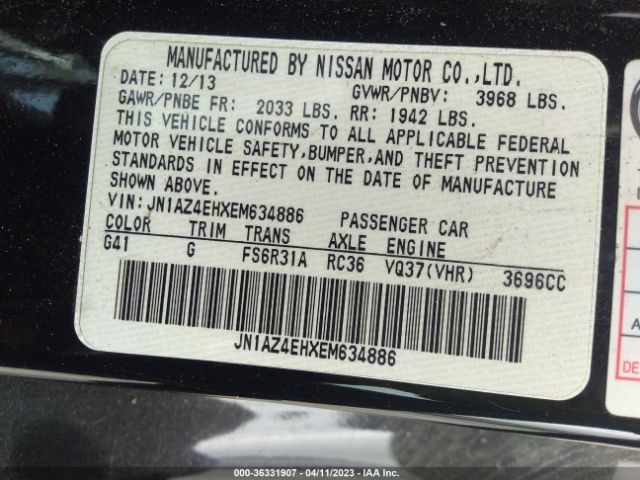 MANUFACTURED BY NISSAN MOTOR CO.,LTD.
DATE: 12/13 GVWR/PNBV: 3968 LBS.
GAWR/PNBE FR: 2033 LBS. RR: 1942 LBS.
THIS VEHICLE CONFORMS TO ALL APPLICABLE FEDERAL
MOTOR VEHICLE SAFETY,BUMPER,AND THEFT PREVENTION
STANDARDS IN EFFECT ON THE DATE OF MANUFACTURE
SHOWN ABOVE.
VIN:JN1AZ4EHXEM634886 PASSENGER CAR
COLOR TRIM TRANS AXLE ENGINE
G41 G FS6R31A RC36 VQ37(VHR) 3696CC
JN1AZ4EHXEM634886
DE
000-36331907 - 04/11/2023 - IAA Inc.